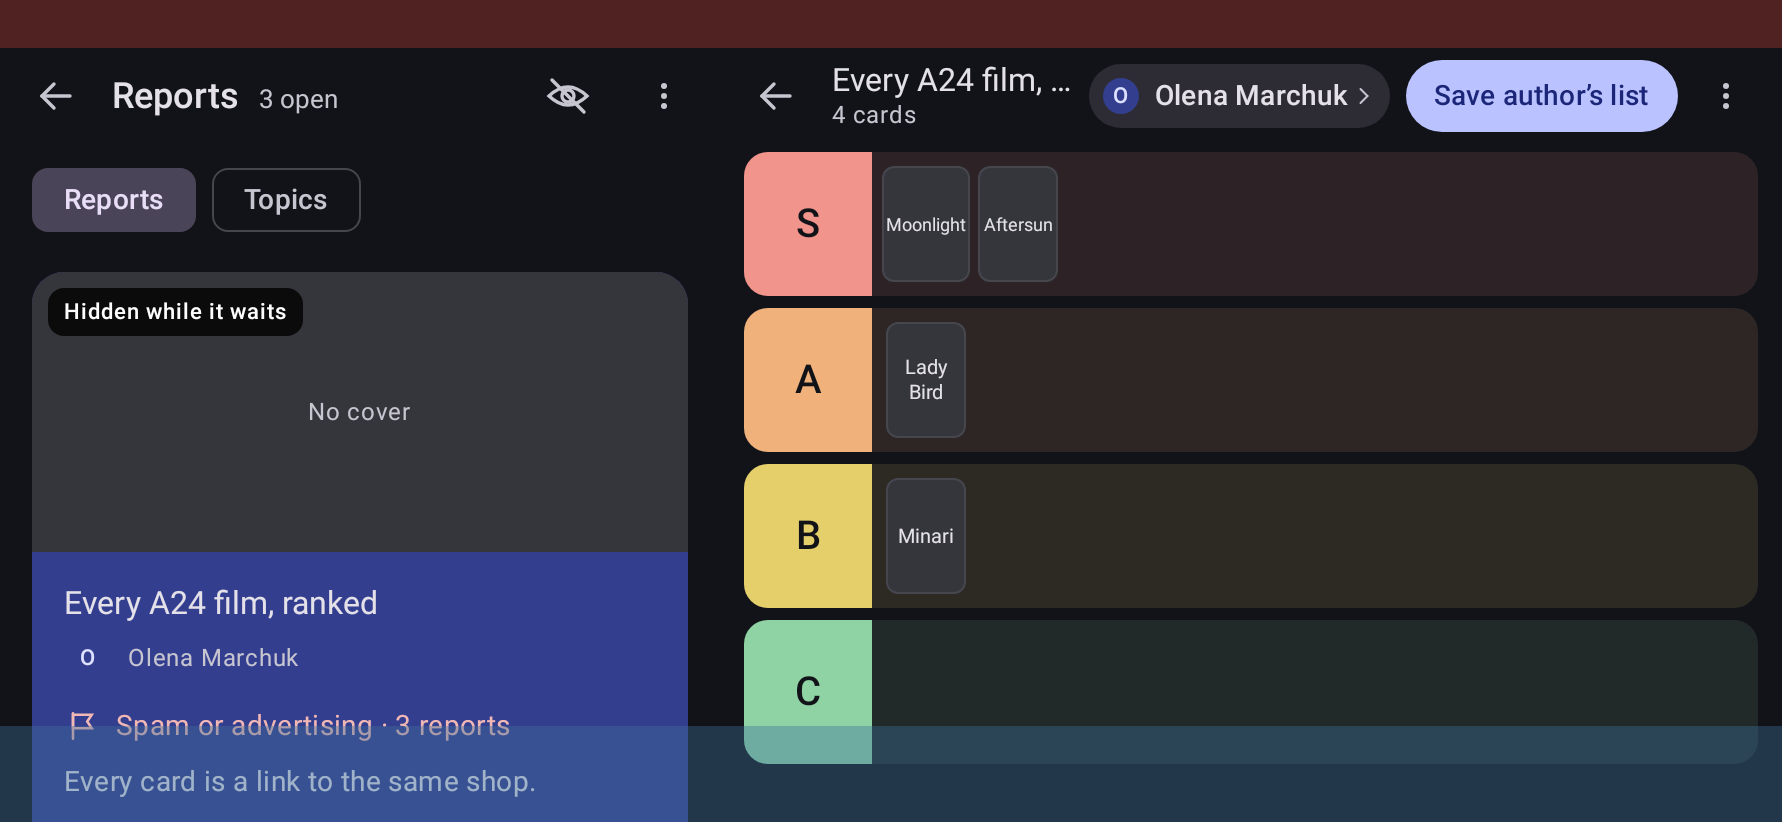 Reports 3 open
Reports
Topics
Hidden while it waits
No cover
Every A24 film, ranked
O Olena Marchuk
Spam or advertising · 3 reports
Every card is a link to the same shop.
Every A24 film, ...
4 cards
O Olena Marchuk
Save author’s list
S
Moonlight
Aftersun
A
Lady
Bird
B
Minari
C